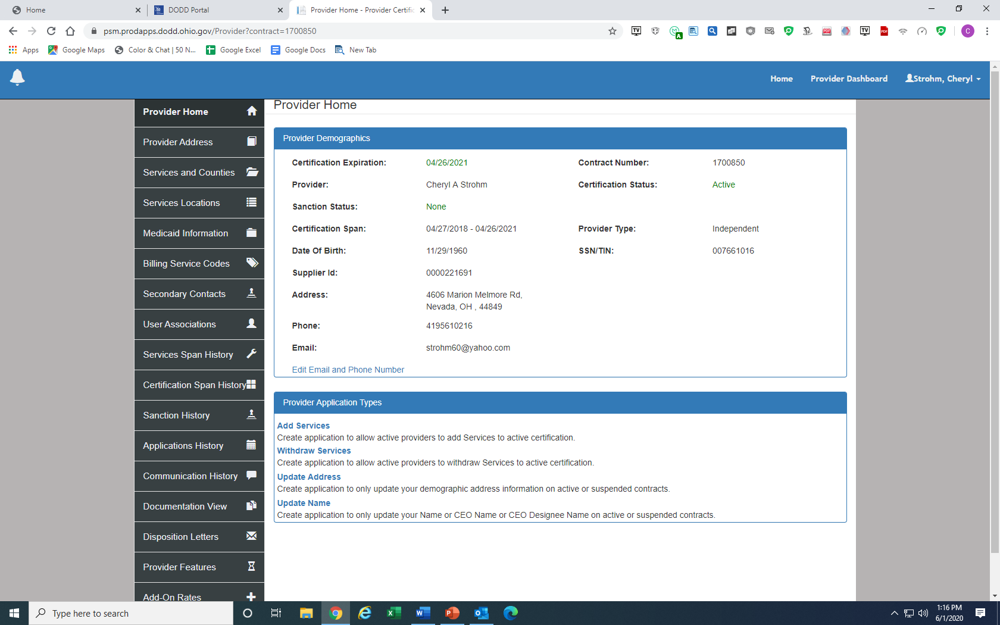 Home
DODD Portal
Provider Home - Provider Certific
psm.prodapps.dodd.ohio.gov/Provider?contract=1700850
Apps
Google Maps
Color & Chat | 50 N...
Google Excel
Google Docs
New Tab
Home
Provider Dashboard
Strohm, Cheryl
Provider Home
Provider Address
Services and Counties
Services Locations
Medicaid Information
Billing Service Codes
Secondary Contacts
User Associations
Services Span History
Certification Span History
Sanction History
Applications History
Communication History
Documentation View
Disposition Letters
Provider Features
Add-On Rates
Provider Home
Provider Demographics
Certification Expiration: 04/26/2021 Contract Number: 1700850
Provider: Cheryl A Strohm Certification Status: Active
Sanction Status: None
Certification Span: 04/27/2018 - 04/26/2021 Provider Type: Independent
Date Of Birth: 11/29/1960 SSN/TIN: 007661016
Supplier Id: 0000221691
Address: 4606 Marion Melmore Rd,
Nevada, OH , 44849
Phone: 4195610216
Email: strohm60@yahoo.com
Edit Email and Phone Number
Provider Application Types
Add Services
Create application to allow active providers to add Services to active certification.
Withdraw Services
Create application to allow active providers to withdraw Services to active certification.
Update Address
Create application to only update your demographic address information on active or suspended contracts.
Update Name
Create application to only update your Name or CEO Name or CEO Designee Name on active or suspended contracts.
Type here to search
1:16 PM
6/1/2020